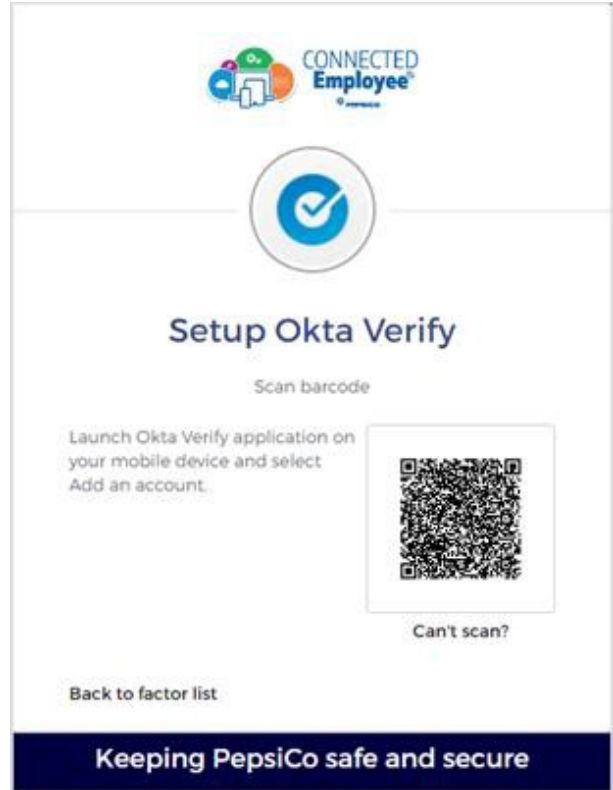 CONNECTED
Employee
PEPSICO
Setup Okta Verify
Scan barcode
Launch Okta Verify application on
your mobile device and select
Add an account.
Can't scan?
Back to factor list
Keeping PepsiCo safe and secure